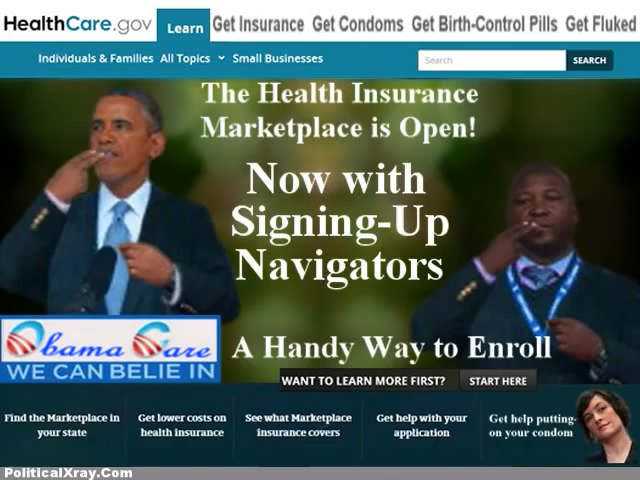 HealthCare.gov Learn Get Insurance Get Condoms Get Birth-Control Pills Get Fluked
Individuals & Families All Topics Small Businesses Search SEARCH
The Health Insurance
Marketplace is Open!
Now with
Signing-Up
Navigators
Obama Care
WE CAN BELIE IN
A Handy Way to Enroll
WANT TO LEARN MORE FIRST? START HERE
Find the Marketplace in
your state
Get lower costs on
health insurance
See what Marketplace
insurance covers
Get help with your
application
Get help putting-
on your condom
PoliticalXray.Com